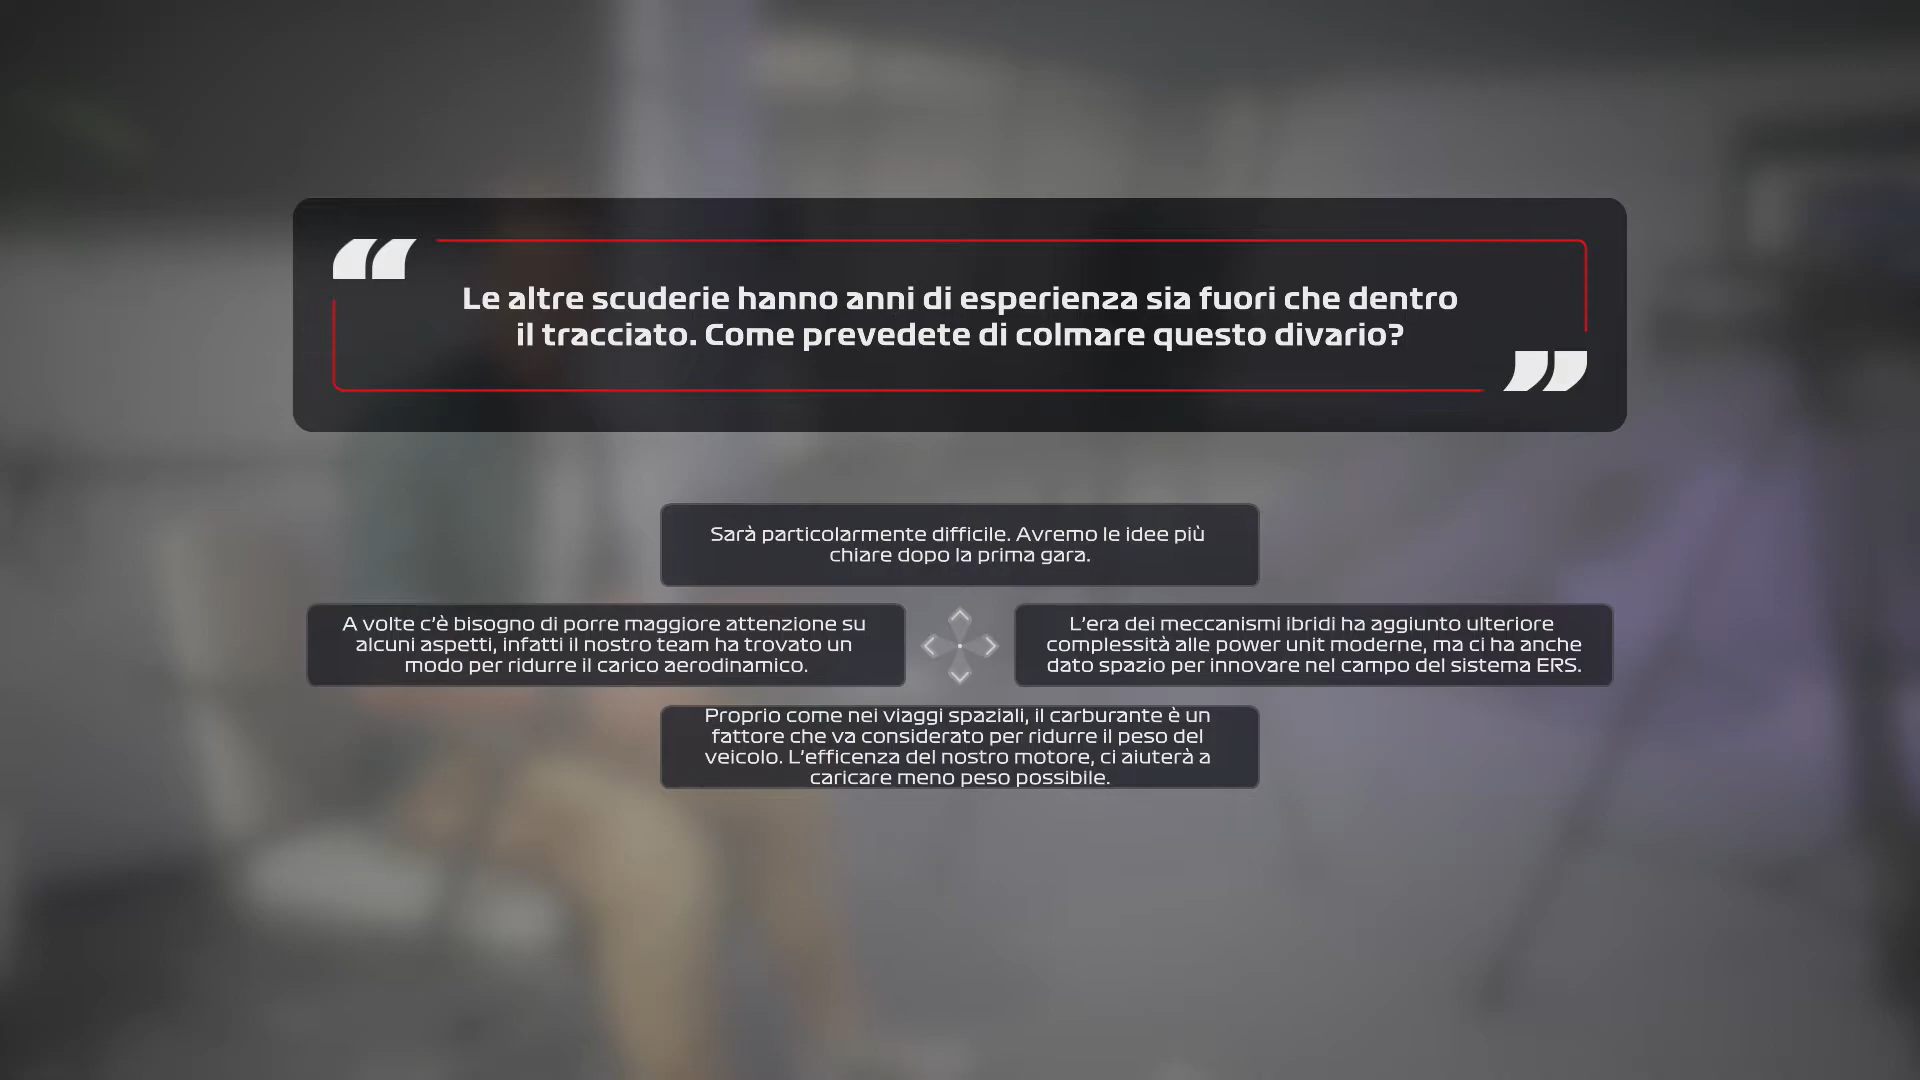 Le altre scuderie hanno anni di esperienza sia fuori che dentro
il tracciato. Come prevedete di colmare questo divario?
Sarà particolarmente difficile. Avremo le idee più
chiare dopo la prima gara.
A volte c'è bisogno di porre maggiore attenzione su
alcuni aspetti, infatti il nostro team ha trovato un
modo per ridurre il carico aerodinamico.
L'era dei meccanismi ibridi ha aggiunto ulteriore
complessità alle power unit moderne, ma ci ha anche
dato spazio per innovare nel campo del sistema ERS.
Proprio come nei viaggi spaziali, il carburante è un
fattore che va considerato per ridurre il peso del
veicolo. L'efficenza del nostro motore, ci aiuterà a
caricare meno peso possibile.